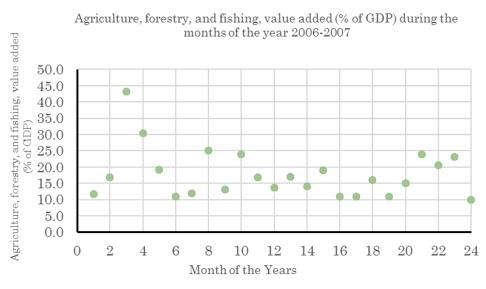 Agriculture, forestry, and fishing, value added (% of GDP) during the
months of the year 2006-2007
Agriculture, forestry, and fishing, value added
(% of GDP)
50.0
45.0
40.0
35.0
30.0
25.0
20.0
15.0
10.0
5.0
0.0
0 2 4 6 8 10 12 14 16 18 20 22 24
Month of the Years